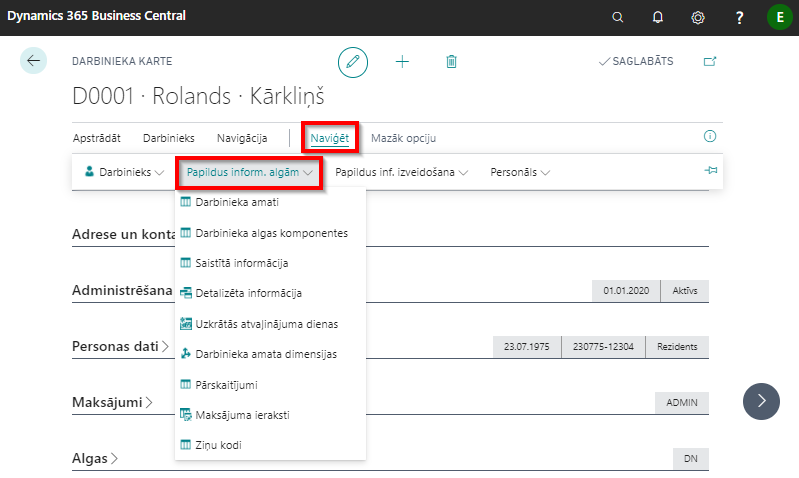 Dynamics 365 Business Central
?
E
DARBINIEKA KARTE
SAGLABĀTS
D0001 · Rolands · Kārkliņš
Apstrādāt Darbinieks Navigācija Naviģēt Mazāk opciju
Darbinieks Papildus inform. algām Papildus inf. izveidošana Personāls
Darbinieka amati
Darbinieka algas komponentes
Adrese un konta
Saistītā informācija
Administrēšana
Detalizēta informācija
01.01.2020 Aktīvs
Uzkrātās atvaļinājuma dienas
Personas dati
Darbinieka amata dimensijas
23.07.1975 230775-12304 Rezidents
Pārskaitījumi
Maksājumi
ADMIN
Maksājuma ieraksti
Ziņu kodi
Algas
DN